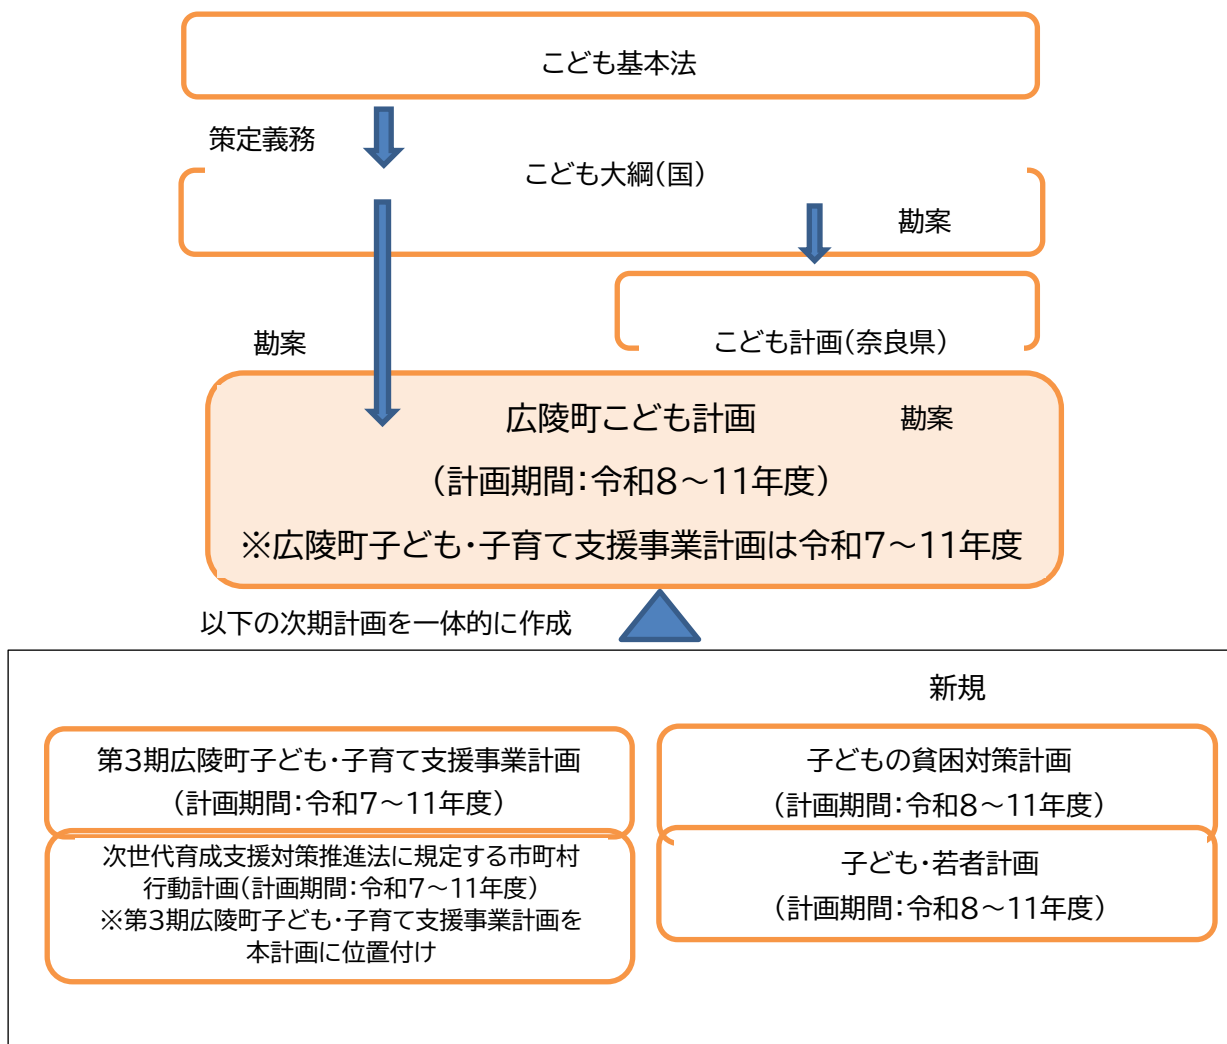 こども基本法
策定義務
こども大綱(国)
勘案
こども計画(奈良県)
勘案
広陵町こども計画
勘案
(計画期間:令和8~11年度)
※広陵町子ども・子育て支援事業計画は令和7~11年度
以下の次期計画を一体的に作成
新規
第3期広陵町子ども・子育て支援事業計画
(計画期間:令和7~11年度)
次世代育成支援対策推進法に規定する市町村
行動計画(計画期間:令和7~11年度)
※第3期広陵町子ども・子育て支援事業計画を
本計画に位置付け
子どもの貧困対策計画
(計画期間:令和8~11年度)
子ども・若者計画
(計画期間:令和8~11年度)